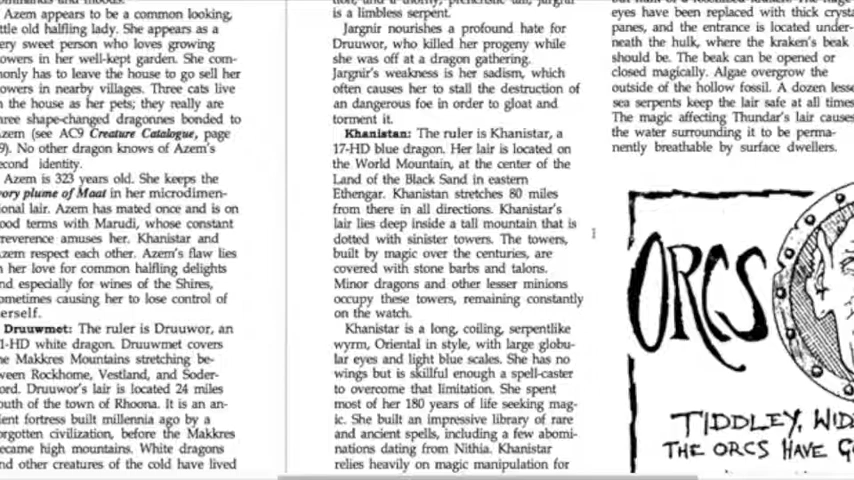 Azem appears to be a common looking,
tle old halfling lady. She appears as a
ery sweet person who loves growing
owers in her well-kept garden. She com-
nonly has to leave the house to go sell her
owers in nearby villages. Three cats live
the house as her pets; they really are
ree shape-changed dragonnes bonded to
zem (see AC9 Creature Catalogue, page
9). No other dragon knows of Azem's
econd identity.
Azem is 323 years old. She keeps the
vory plume of Maat in her microdimen-
ional lair. Azem has mated once and is on
ood terms with Marudi, whose constant
rreverence amuses her. Khanistar and
zem respect each other. Azem's flaw lies
her love for common halfling delights
nd especially for wines of the Shires,
ometimes causing her to lose control of
erself.
Druuwmet: The ruler is Druuwor, an
1-HD white dragon. Druuwmet covers
he Makkres Mountains stretching be-
ween Rockhome, Vestland, and Soder-
ord. Druuwor's lair is located 24 miles
outh of the town of Rhoona. It is an an-
ient fortress built millennia ago by a
orgotten civilization, before the Makkres
ecame high mountains. White dragons
nd other creatures of the cold have lived
is a limbless serpent.
Jargnir nourishes a profound hate for
Druuwor, who killed her progeny while
she was off at a dragon gathering.
Jargnir's weakness is her sadism, which
often causes her to stall the destruction of
an dangerous foe in order to gloat and
torment it.
Khanistan: The ruler is Khanistar, a
17-HD blue dragon. Her lair is located on
the World Mountain, at the center of the
Land of the Black Sand in eastern
Ethengar. Khanistan stretches 80 miles
from there in all directions. Khanistar's
lair lies deep inside a tall mountain that is
dotted with sinister towers. The towers,
built by magic over the centuries, are
covered with stone barbs and talons.
Minor dragons and other lesser minions
occupy these towers, remaining constantly
on the watch.
Khanistar is a long, coiling, serpentlike
wyrm, Oriental in style, with large globu-
lar eyes and light blue scales. She has no
wings but is skillful enough a spell-caster
to overcome that limitation. She spent
most of her 180 years of life seeking mag-
ic. She built an impressive library of rare
and ancient spells, including a few abomi-
nations dating from Nithia. Khanistar
relies heavily on magic manipulation for
eyes have been replaced with thick crysta
panes, and the entrance is located under-
neath the hulk, where the kraken's beak
should be. The beak can be opened or
closed magically. Algae overgrow the
outside of the hollow fossil. A dozen lesse
sea serpents keep the lair safe at all times
The magic affecting Thundar's lair causes
the water surrounding it to be perma-
nently breathable by surface dwellers.
ORCS
TIDDLEY, WID
THE ORCS HAVE G